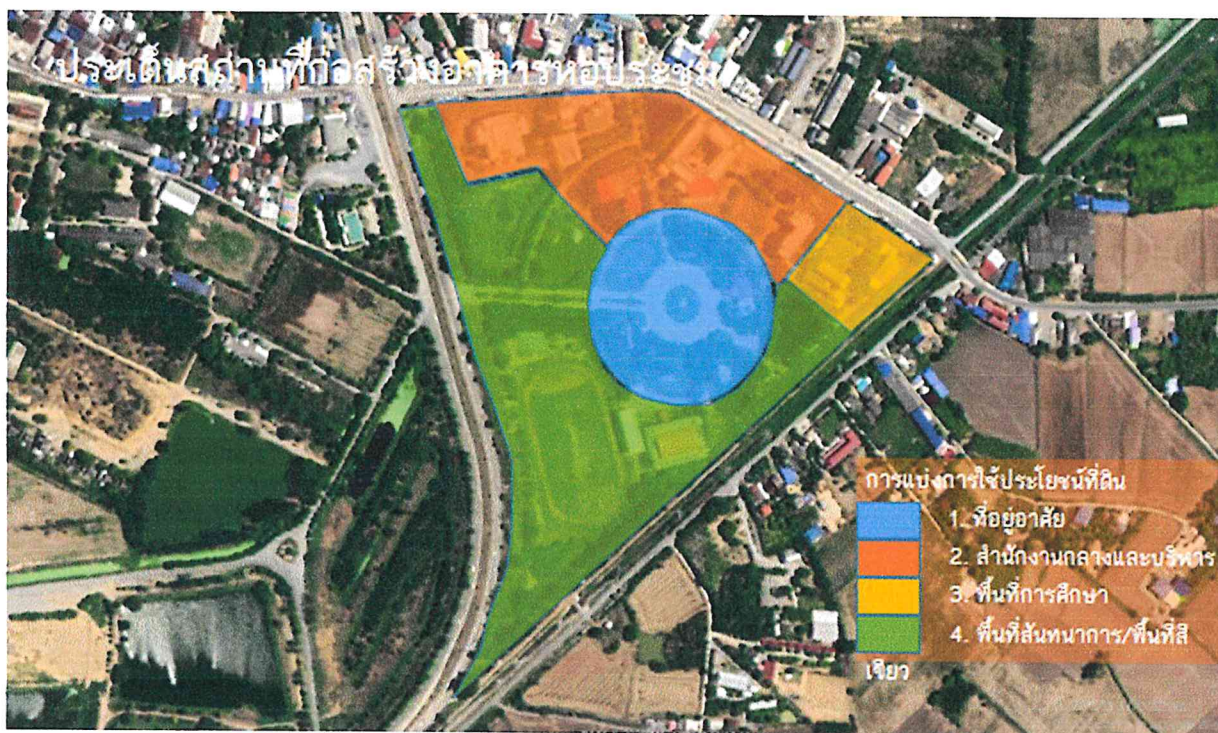 ประเด็นสถานที่ก่อสร้างอาคารหอประชุม
การแบ่งการใช้ประโยชน์ที่ดิน
1. ที่อยู่อาศัย
2. สำนักงานกลางและบริหาร
3. พื้นที่การศึกษา
4. พื้นที่สันทนาการ/พื้นที่สี
เขียว